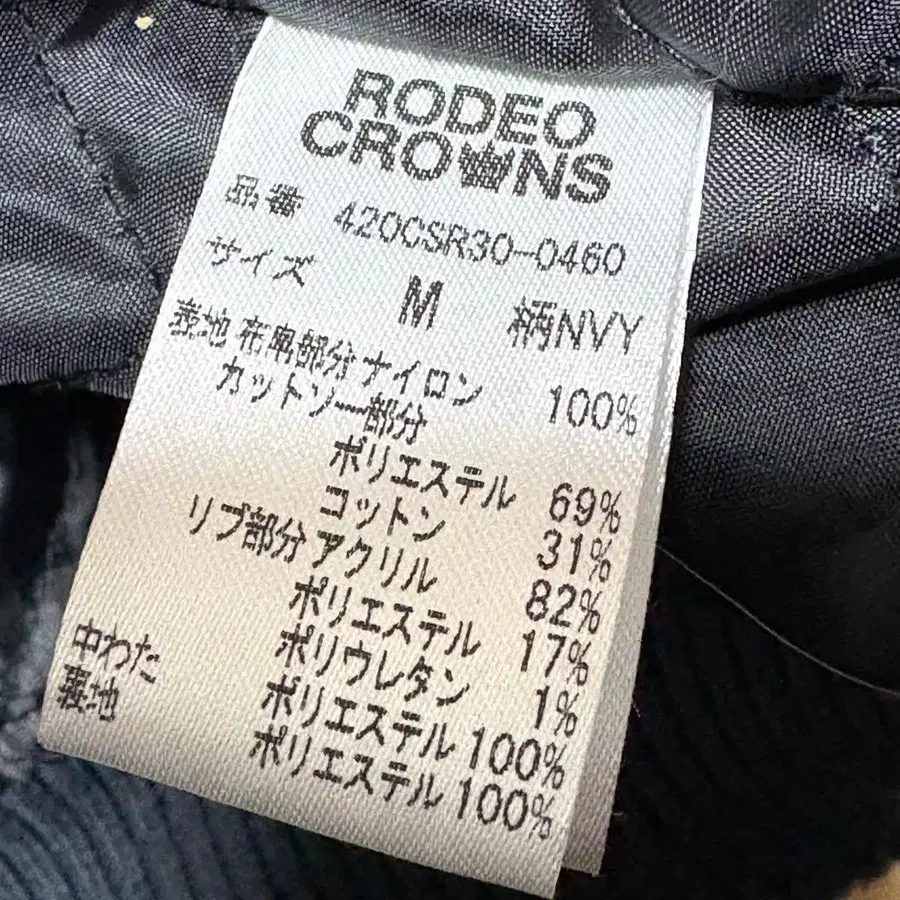 RODEO
CROWNS
品番 420CSR30-0460
サイズ M 柄NVY
表地 布帛部分 ナイロン 100%
カットソー部分
ポリエステル 69%
コットン 31%
リブ部分 アクリル 82%
ポリエステル 17%
ポリウレタン 1%
中わた ポリエステル 100%
裏地 ポリエステル 100%